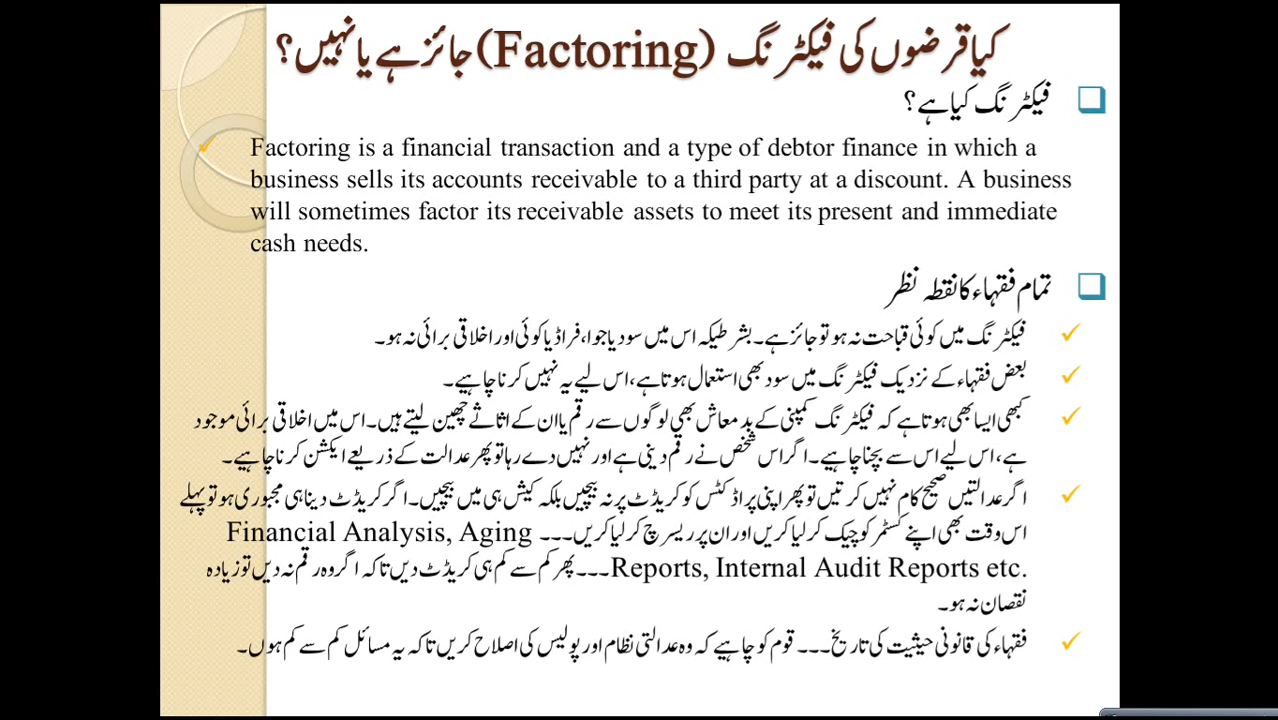 کیا قرضوں کی فیکٹرنگ (Factoring) جائز ہے یا نہیں؟
فیکٹرنگ کیا ہے؟
Factoring is a financial transaction and a type of debtor finance in which a
business sells its accounts receivable to a third party at a discount. A business
will sometimes factor its receivable assets to meet its present and immediate
cash needs.
تمام فقہاء کا نقطہ نظر
فیکٹرنگ میں کوئی قباحت نہ ہو تو جائز ہے۔ بشرطیکہ اس میں سود یا جوا، فراڈ یا کوئی اور اخلاقی برائی نہ ہو۔
بعض فقہاء کے نزدیک فیکٹرنگ میں سود بھی استعمال ہوتا ہے، اس لیے یہ نہیں کرنا چاہیے۔
کبھی ایسا بھی ہوتا ہے کہ فیکٹرنگ کمپنی کے بدمعاش بھی لوگوں سے رقم یا ان کے اثاثے چھین لیتے ہیں۔ اس میں اخلاقی برائی موجود
ہے، اس لیے اس سے بچنا چاہیے۔ اگر اس شخص نے رقم دینی ہے اور نہیں دے رہا تو پھر عدالت کے ذریعے ایکشن کرنا چاہیے۔
اگر عدالتیں صحیح کام نہیں کرتیں تو پھر اپنی پراڈکٹس کو کریڈٹ پر نہ بیچیں بلکہ کیش ہی میں بیچیں۔ اگر کریڈٹ دینا ہی مجبوری ہو تو پہلے
اس وقت بھی اپنے کسٹمر کو چیک کر لیا کریں اور ان پر ریسرچ کر لیا کریں۔۔۔ Financial Analysis, Aging
Reports, Internal Audit Reports etc.۔۔۔ پھر کم سے کم ہی کریڈٹ دیں تاکہ اگر وہ رقم نہ دیں تو زیادہ
نقصان نہ ہو۔
فقہاء کی قانونی حیثیت کی تاریخ۔۔۔ قوم کو چاہیے کہ وہ عدالتی نظام اور پولیس کی اصلاح کریں تاکہ یہ مسائل کم سے کم ہوں۔